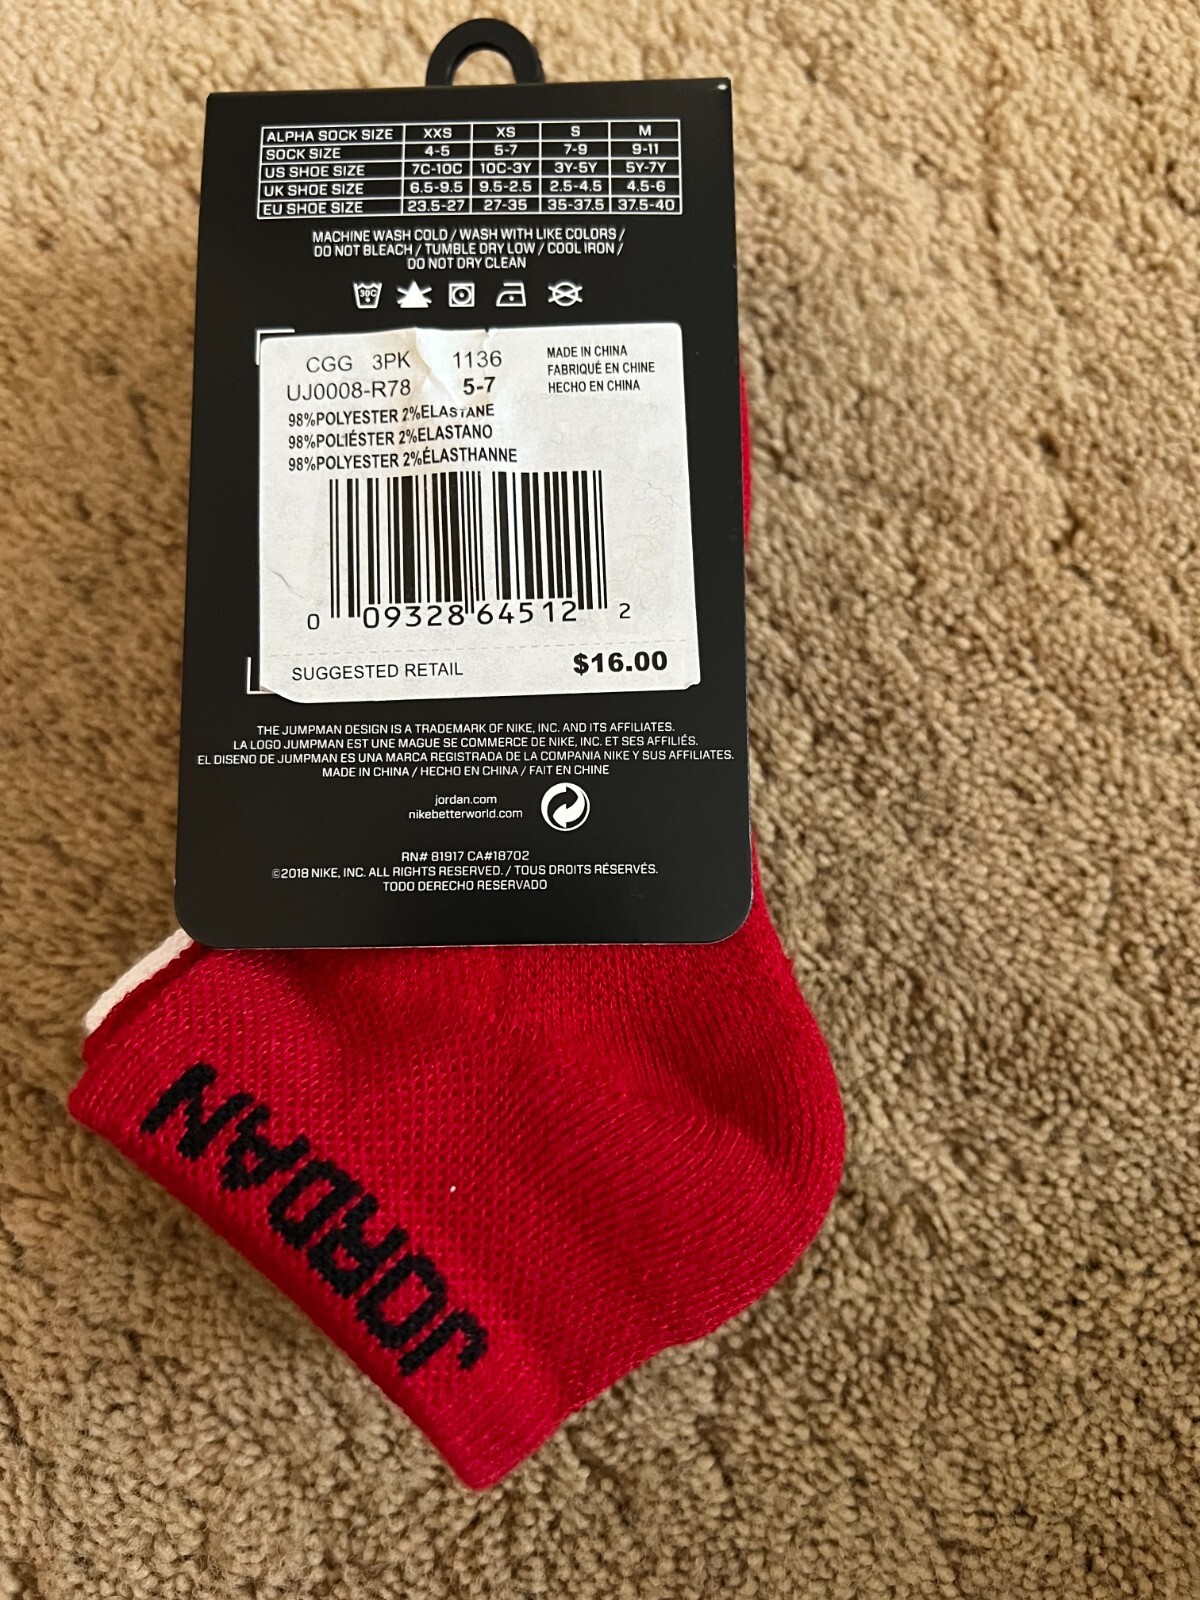 ALPHA SOCK SIZE XXS XS S M
SOCK SIZE 4-5 5-7 7-9 9-11
US SHOE SIZE 7C-10C 10C-3Y 3Y-5Y 5Y-7Y
UK SHOE SIZE 6.5-9.5 9.5-2.5 2.5-4.5 4.5-6
EU SHOE SIZE 23.5-27 27-35 35-37.5 37.5-40
MACHINE WASH COLD / WASH WITH LIKE COLORS /
DO NOT BLEACH / TUMBLE DRY LOW / COOL IRON /
DO NOT DRY CLEAN
30C
CGG 3PK 1136
UJ0008-R78 5-7
MADE IN CHINA
FABRIQUÉ EN CHINE
HECHO EN CHINA
98%POLYESTER 2%ELASTANE
98%POLIÉSTER 2%ELASTANO
98%POLYESTER 2%ÉLASTHANNE
0 09328 64512 2
SUGGESTED RETAIL $16.00
THE JUMPMAN DESIGN IS A TRADEMARK OF NIKE, INC. AND ITS AFFILIATES.
LA LOGO JUMPMAN EST UNE MAGUE SE COMMERCE DE NIKE, INC. ET SES AFFILIÉS.
EL DISENO DE JUMPMAN ES UNA MARCA REGISTRADA DE LA COMPANIA NIKE Y SUS AFFILIATES.
MADE IN CHINA / HECHO EN CHINA / FAIT EN CHINE
jordan.com
nikebetterworld.com
RN# 81917 CA#18702
©2018 NIKE, INC. ALL RIGHTS RESERVED. / TOUS DROITS RÉSERVÉS.
TODO DERECHO RESERVADO
JORDAN